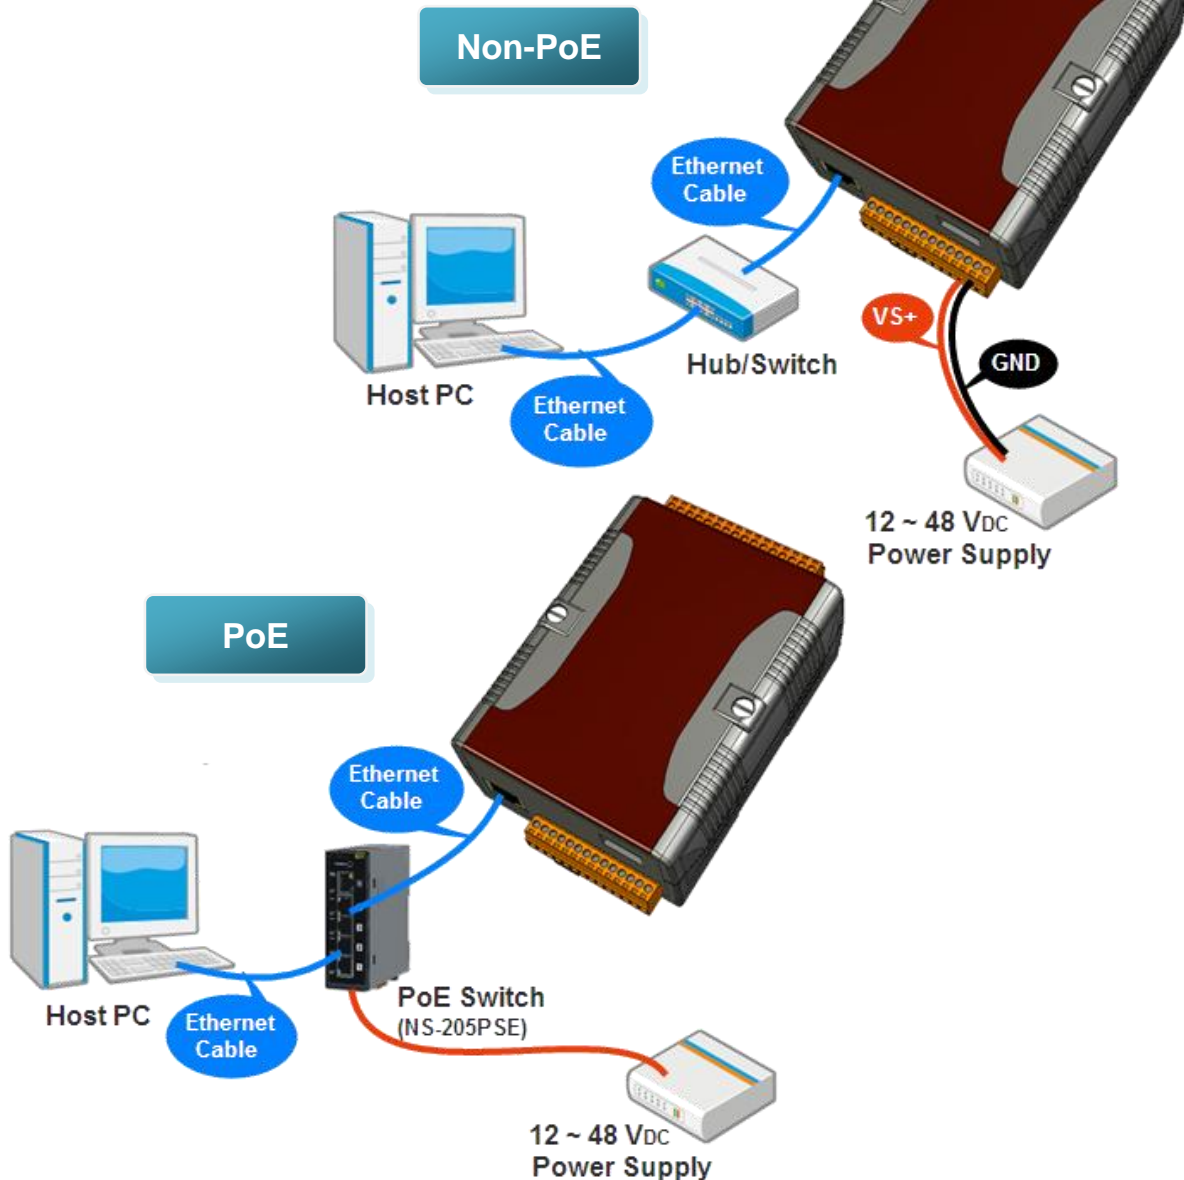 Non-PoE
Ethernet
Cable
VS+
GND
Hub/Switch
Host PC
Ethernet
Cable
12 ~ 48 VDC
Power Supply
PoE
Ethernet
Cable
PoE Switch
(NS-205PSE)
Host PC
Ethernet
Cable
12 ~ 48 VDC
Power Supply